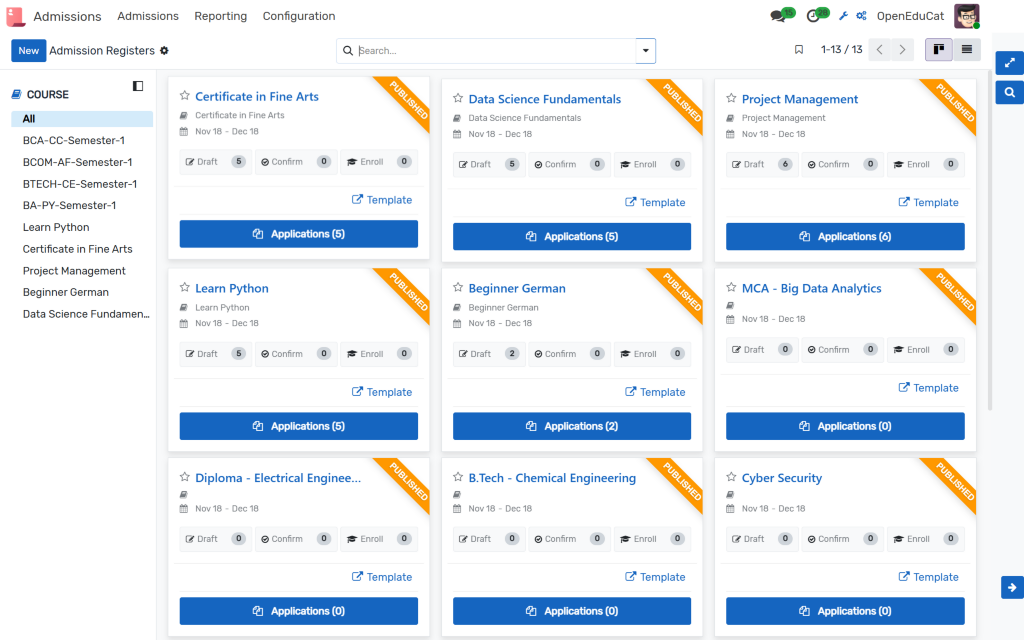 Admissions Admissions Reporting Configuration 15 28 OpenEduCat
New Admission Registers Search... 1-13 / 13
COURSE
All
BCA-CC-Semester-1
BCOM-AF-Semester-1
BTECH-CE-Semester-1
BA-PY-Semester-1
Learn Python
Certificate in Fine Arts
Project Management
Beginner German
Data Science Fundamen...
PUBLISHED
Certificate in Fine Arts
Certificate in Fine Arts
Nov 18 - Dec 18
Draft 5 Confirm 0 Enroll 0
Template
Applications (5)
PUBLISHED
Data Science Fundamentals
Data Science Fundamentals
Nov 18 - Dec 18
Draft 5 Confirm 0 Enroll 0
Template
Applications (5)
PUBLISHED
Project Management
Project Management
Nov 18 - Dec 18
Draft 6 Confirm 0 Enroll 0
Template
Applications (6)
PUBLISHED
Learn Python
Learn Python
Nov 18 - Dec 18
Draft 5 Confirm 0 Enroll 0
Template
Applications (5)
PUBLISHED
Beginner German
Beginner German
Nov 18 - Dec 18
Draft 2 Confirm 0 Enroll 0
Template
Applications (2)
PUBLISHED
MCA - Big Data Analytics
Nov 18 - Dec 18
Draft 0 Confirm 0 Enroll 0
Template
Applications (0)
PUBLISHED
Diploma - Electrical Enginee...
Nov 18 - Dec 18
Draft 0 Confirm 0 Enroll 0
Template
Applications (0)
PUBLISHED
B.Tech - Chemical Engineering
Nov 18 - Dec 18
Draft 0 Confirm 0 Enroll 0
Template
Applications (0)
PUBLISHED
Cyber Security
Nov 18 - Dec 18
Draft 0 Confirm 0 Enroll 0
Template
Applications (0)